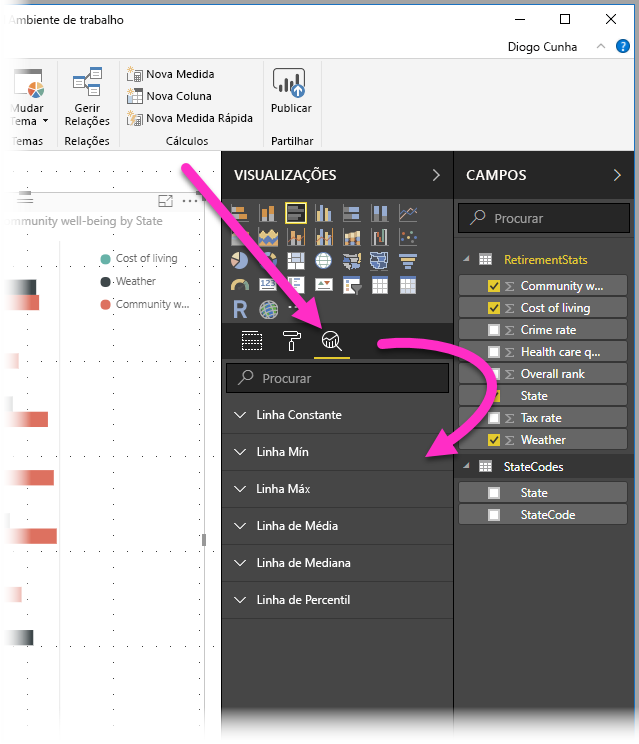 Ambiente de trabalho
Diogo Cunha
Mudar
Tema
Temas
Gerir
Relações
Relações
Nova Medida
Nova Coluna
Nova Medida Rápida
Cálculos
Publicar
Partilhar
mmunity well-being by State
Cost of living
Weather
Community w...
VISUALIZAÇÕES
123
R
Procurar
Linha Constante
Linha Mín
Linha Máx
Linha de Média
Linha de Mediana
Linha de Percentil
CAMPOS
Procurar
RetirementStats
Community w...
Cost of living
Crime rate
Health care q...
Overall rank
State
Tax rate
Weather
StateCodes
State
StateCode